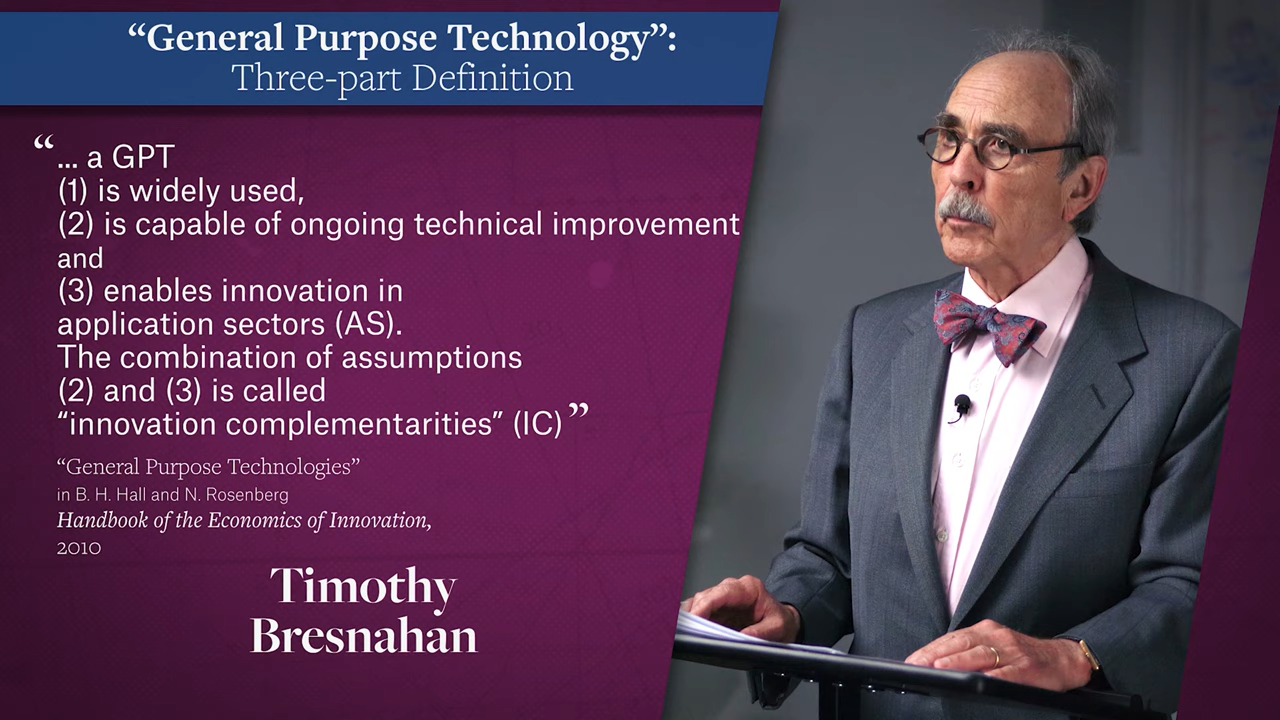 “General Purpose Technology”:
Three-part Definition
“... a GPT
(1) is widely used,
(2) is capable of ongoing technical improvement
and
(3) enables innovation in
application sectors (AS).
The combination of assumptions
(2) and (3) is called
“innovation complementarities” (IC)”
“General Purpose Technologies”
in B. H. Hall and N. Rosenberg
Handbook of the Economics of Innovation,
2010
Timothy
Bresnahan